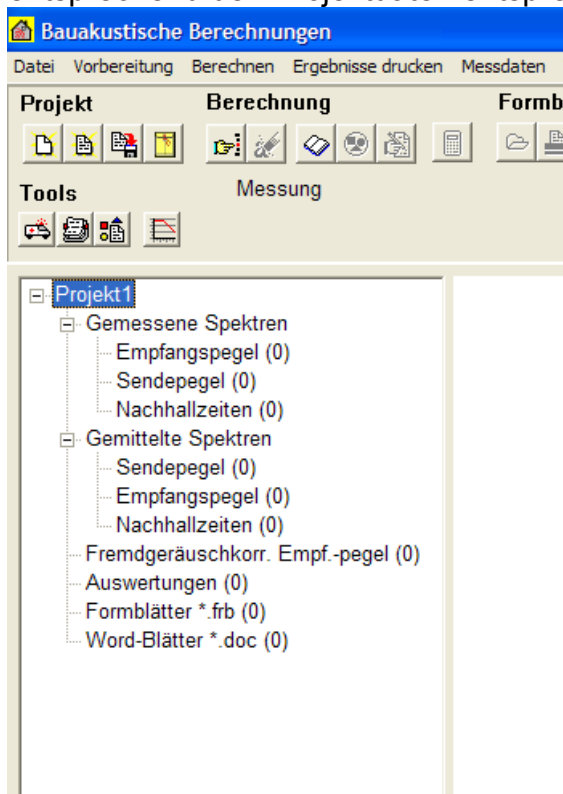 Bauakustische Berechnungen
Datei Vorbereitung Berechnen Ergebnisse drucken Messdaten
Projekt Berechnung Formb
Tools Messung
Projekt1
Gemessene Spektren
Empfangspegel (0)
Sendepegel (0)
Nachhallzeiten (0)
Gemittelte Spektren
Sendepegel (0)
Empfangspegel (0)
Nachhallzeiten (0)
Fremdgeräuschkorr. Empf.-pegel (0)
Auswertungen (0)
Formblätter *.frb (0)
Word-Blätter *.doc (0)